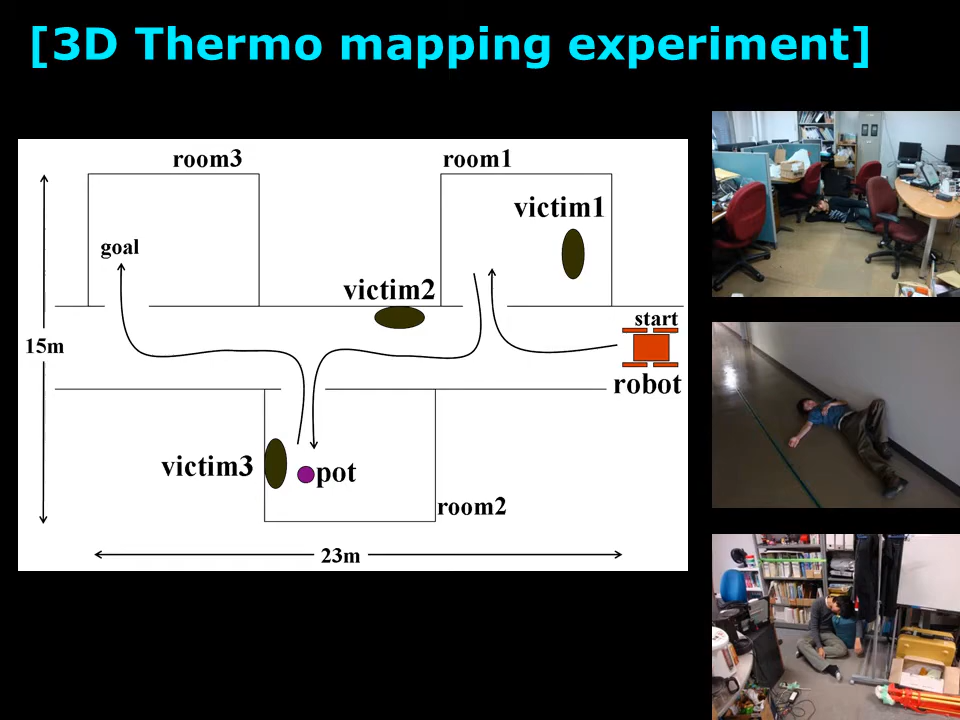 [3D Thermo mapping experiment]
room3
room1
victim1
goal
victim2
start
15m
robot
victim3
pot
room2
23m